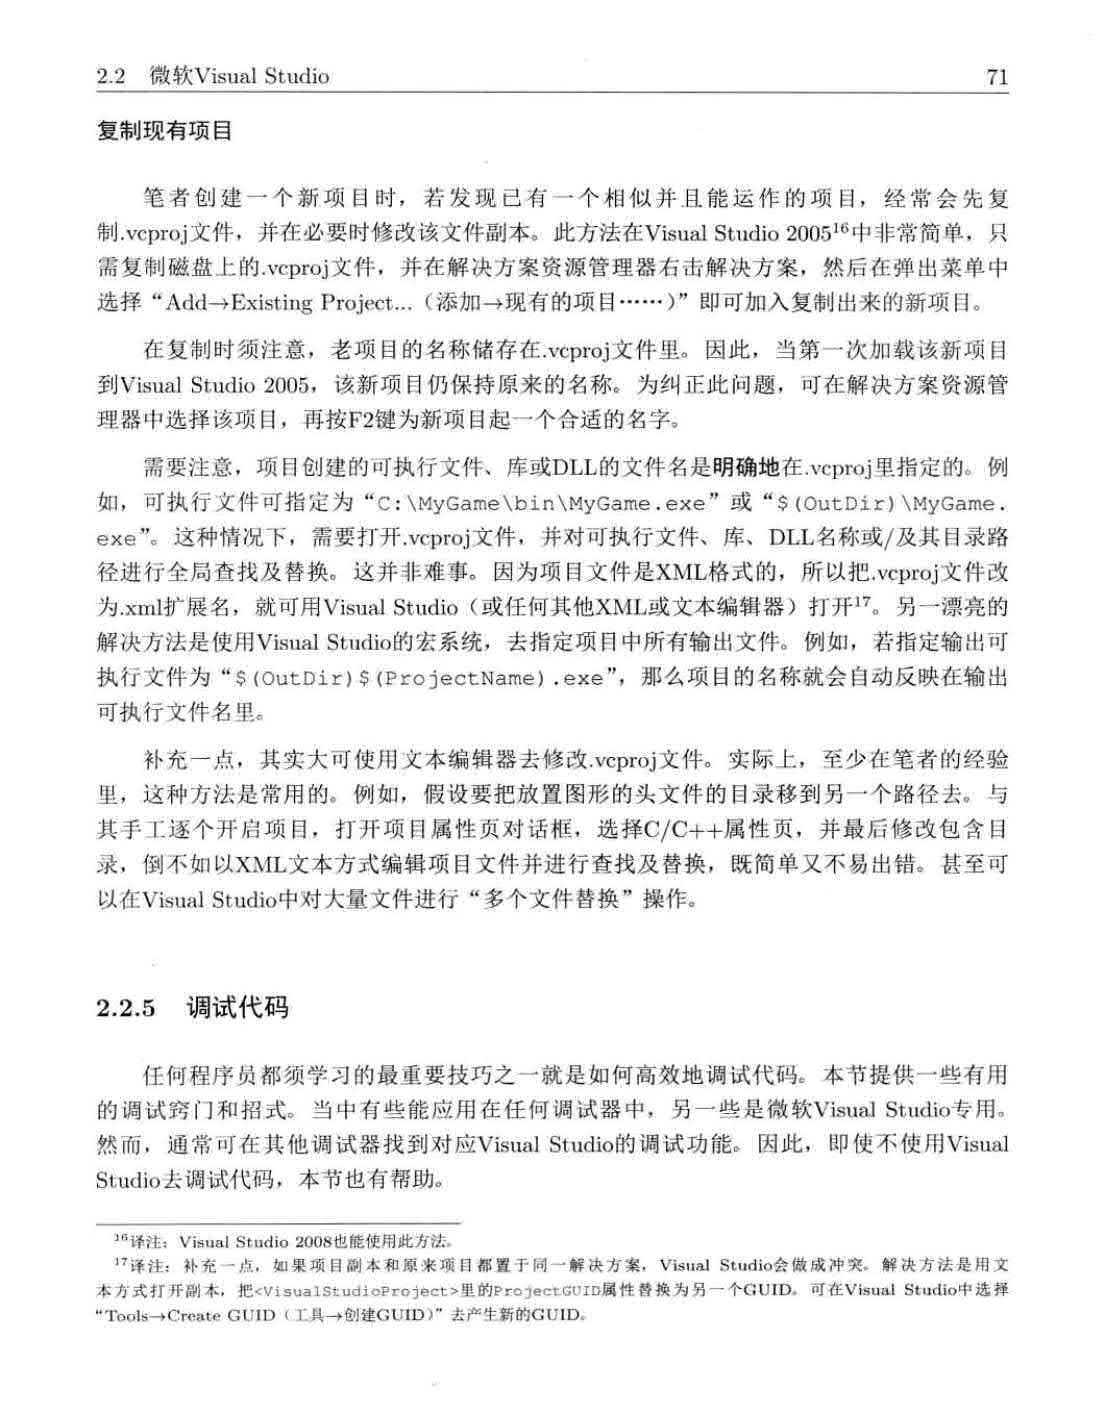 2.2 微软Visual Studio 71
复制现有项目
笔者创建一个新项目时，若发现已有一个相似并且能运作的项目，经常会先复
制.vcproj文件，并在必要时修改该文件副本。此方法在Visual Studio 2005¹⁶中非常简单，只
需复制磁盘上的.vcproj文件，并在解决方案资源管理器右击解决方案，然后在弹出菜单中
选择“Add→Existing Project...（添加→现有的项目……）”即可加入复制出来的新项目。
在复制时须注意，老项目的名称储存在.vcproj文件里。因此，当第一次加载该新项目
到Visual Studio 2005，该新项目仍保持原来的名称。为纠正此问题，可在解决方案资源管
理器中选择该项目，再按F2键为新项目起一个合适的名字。
需要注意，项目创建的可执行文件、库或DLL的文件名是明确地在.vcproj里指定的。例
如，可执行文件可指定为“C:\MyGame\bin\MyGame.exe”或“$(OutDir)\MyGame.
exe”。这种情况下，需要打开.vcproj文件，并对可执行文件、库、DLL名称或/及其目录路
径进行全局查找及替换。这并非难事。因为项目文件是XML格式的，所以把.vcproj文件改
为.xml扩展名，就可用Visual Studio（或任何其他XML或文本编辑器）打开¹⁷。另一漂亮的
解决方法是使用Visual Studio的宏系统，去指定项目中所有输出文件。例如，若指定输出可
执行文件为“$(OutDir)$(ProjectName).exe”，那么项目的名称就会自动反映在输出
可执行文件名里。
补充一点，其实大可使用文本编辑器去修改.vcproj文件。实际上，至少在笔者的经验
里，这种方法是常用的。例如，假设要把放置图形的头文件的目录移到另一个路径去。与
其手工逐个开启项目，打开项目属性页对话框，选择C/C++属性页，并最后修改包含目
录，倒不如以XML文本方式编辑项目文件并进行查找及替换，既简单又不易出错。甚至可
以在Visual Studio中对大量文件进行“多个文件替换”操作。
2.2.5 调试代码
任何程序员都须学习的最重要技巧之一就是如何高效地调试代码。本节提供一些有用
的调试窍门和招式。当中有些能应用在任何调试器中，另一些是微软Visual Studio专用。
然而，通常可在其他调试器找到对应Visual Studio的调试功能。因此，即使不使用Visual
Studio去调试代码，本节也有帮助。
¹⁶译注：Visual Studio 2008也能使用此方法。
¹⁷译注：补充一点，如果项目副本和原来项目都置于同一解决方案，Visual Studio会做成冲突。解决方法是用文
本方式打开副本，把<VisualStudioProject>里的ProjectGUID属性替换为另一个GUID。可在Visual Studio中选择
“Tools→Create GUID（工具→创建GUID）”去产生新的GUID。